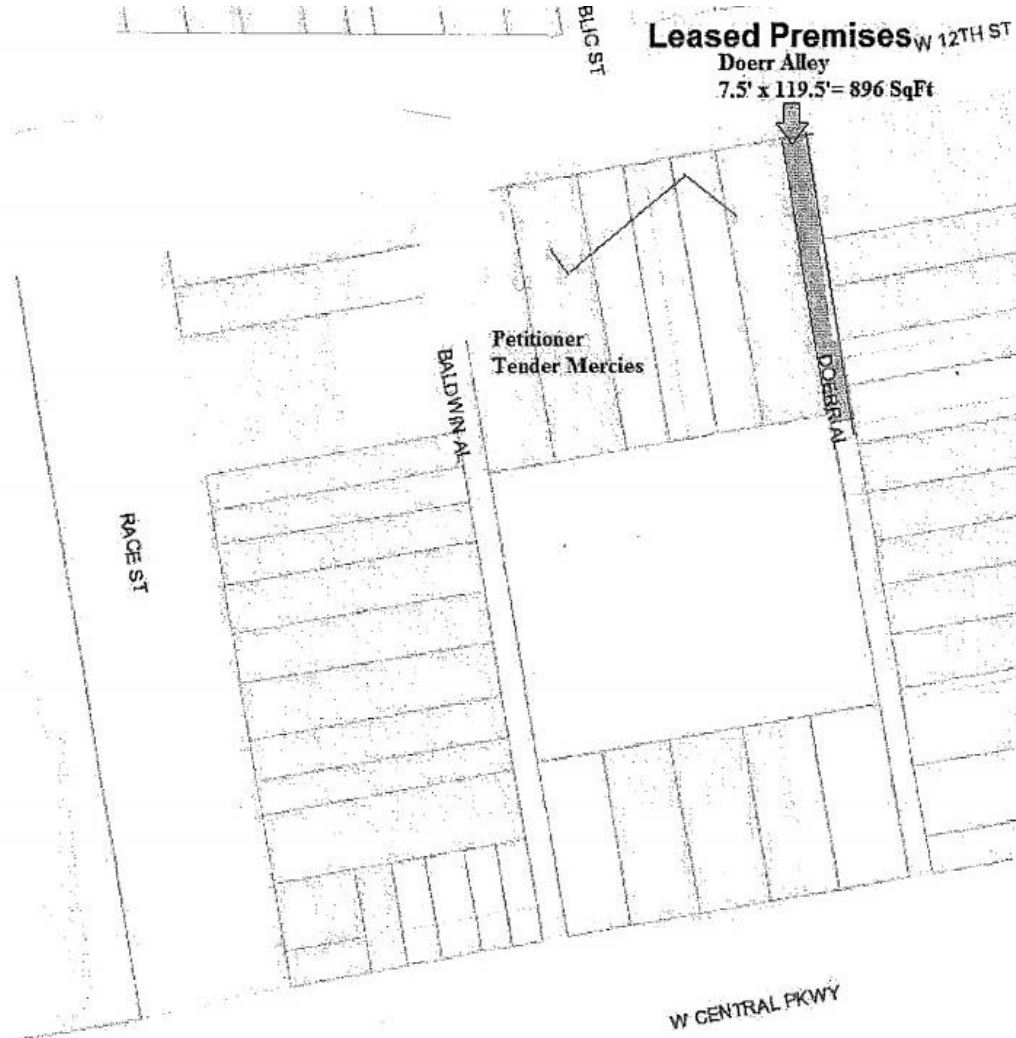 BLIC ST
Leased Premises
W 12TH ST
Doerr Alley
7.5' x 119.5'= 896 SqFt
Petitioner
Tender Mercies
BALDWIN AL
DOERR AL
RACE ST
W CENTRAL PKWY